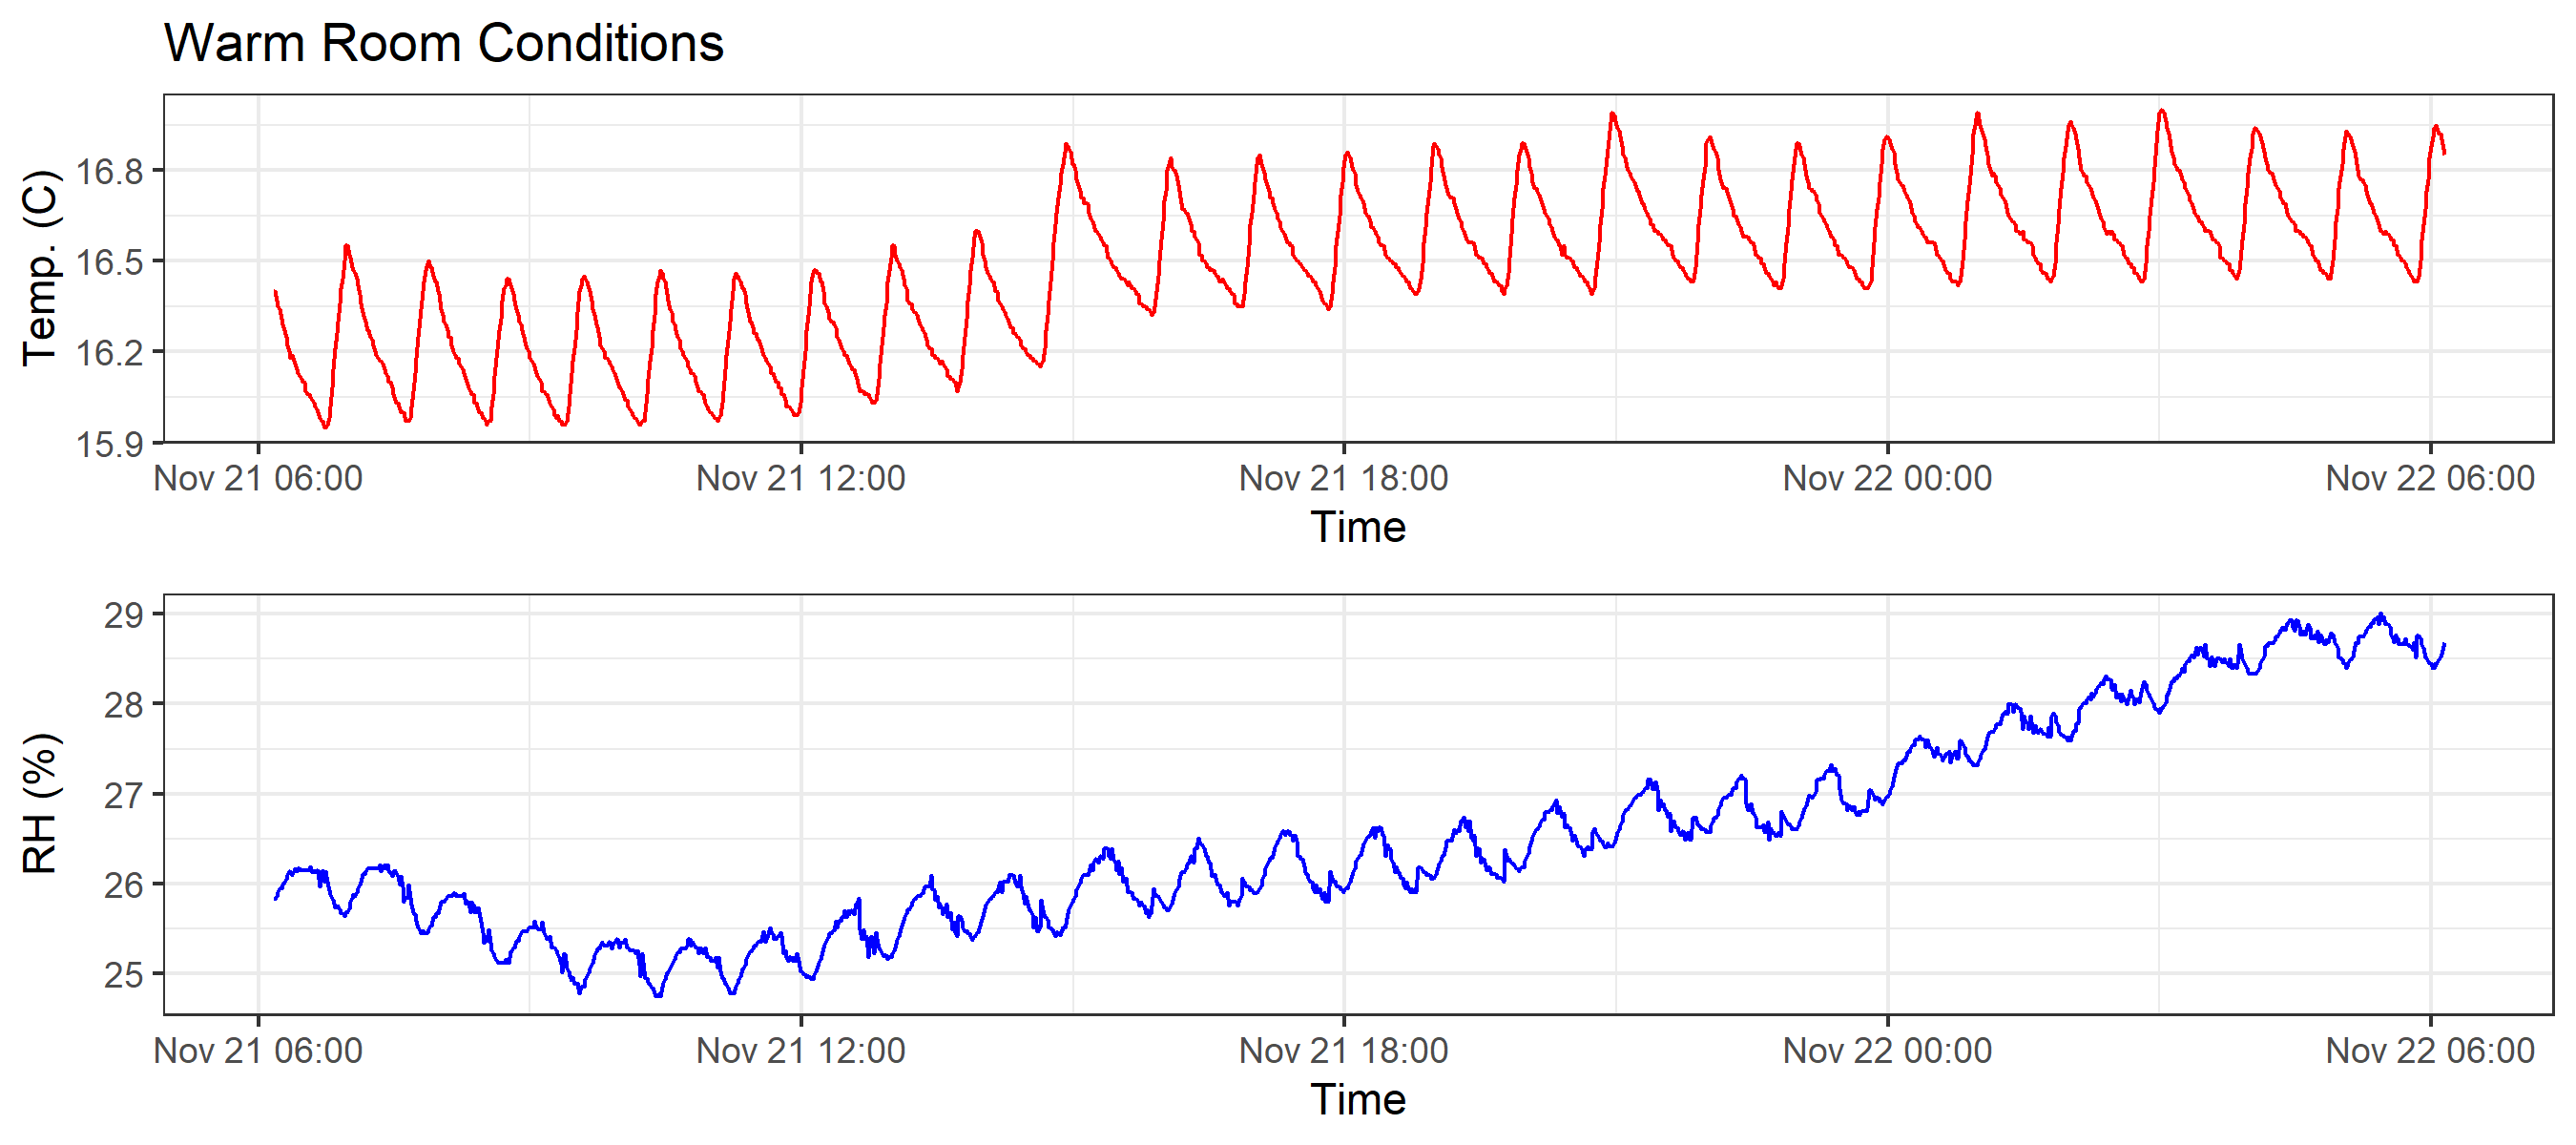 Warm Room Conditions
Temp. (C)
16.8
16.5
16.2
15.9
Nov 21 06:00 Nov 21 12:00 Nov 21 18:00 Nov 22 00:00 Nov 22 06:00
Time
RH (%)
29
28
27
26
25
Nov 21 06:00 Nov 21 12:00 Nov 21 18:00 Nov 22 00:00 Nov 22 06:00
Time